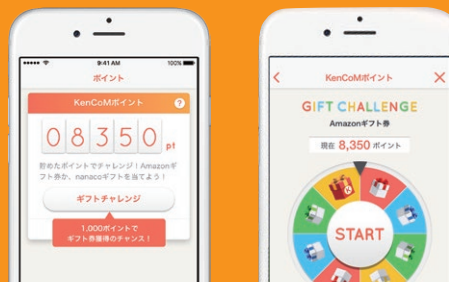 9:41 AM
100%
ポイント
KenCoMポイント
?
08350 pt
貯めたポイントでチャレンジ！Amazonギ
フト券か、nanacoギフトを当てよう！
ギフトチャレンジ
1,000ポイントで
ギフト券獲得のチャンス！
KenCoMポイント
GIFT CHALLENGE
Amazonギフト券
現在 8,350 ポイント
START